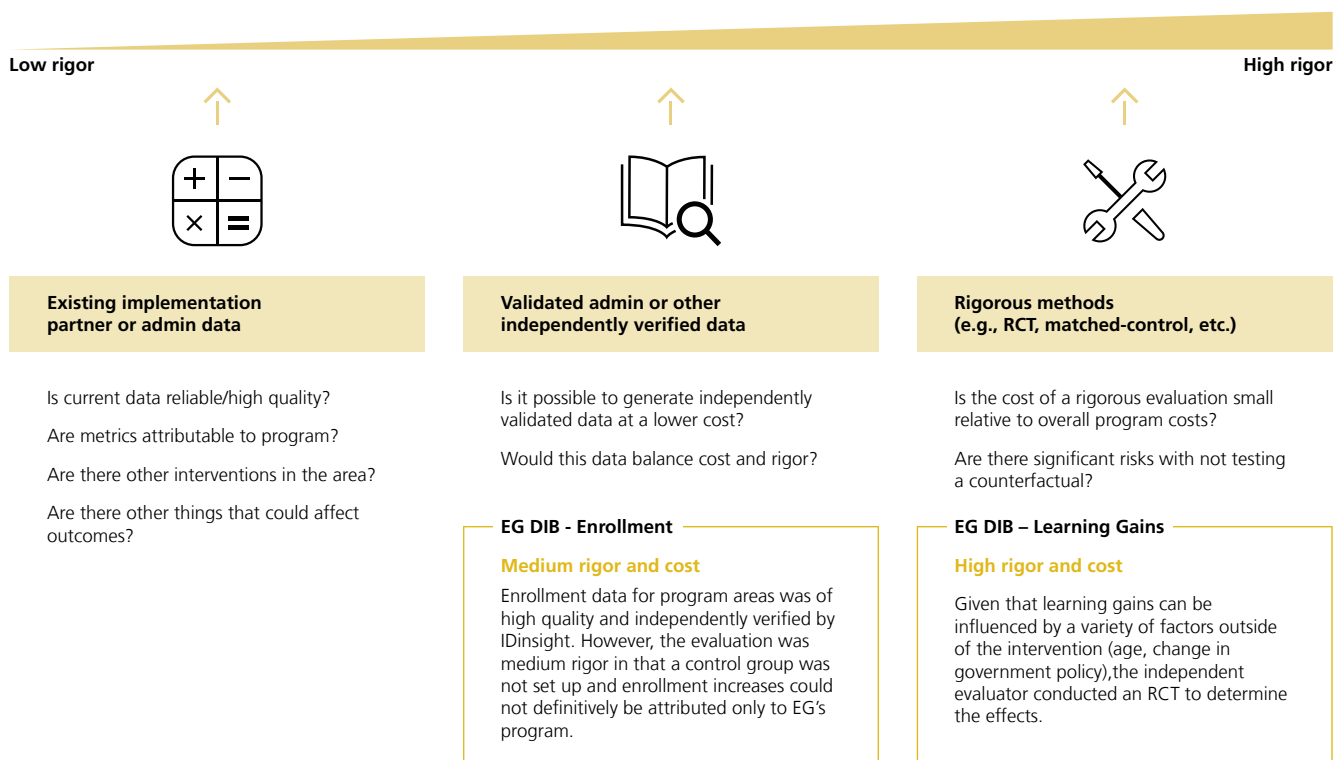 Low rigor
High rigor
Existing implementation
partner or admin data
Is current data reliable/high quality?
Are metrics attributable to program?
Are there other interventions in the area?
Are there other things that could affect
outcomes?
Validated admin or other
independently verified data
Is it possible to generate independently
validated data at a lower cost?
Would this data balance cost and rigor?
EG DIB - Enrollment
Medium rigor and cost
Enrollment data for program areas was of
high quality and independently verified by
IDinsight. However, the evaluation was
medium rigor in that a control group was
not set up and enrollment increases could
not definitively be attributed only to EG’s
program.
Rigorous methods
(e.g., RCT, matched-control, etc.)
Is the cost of a rigorous evaluation small
relative to overall program costs?
Are there significant risks with not testing
a counterfactual?
EG DIB – Learning Gains
High rigor and cost
Given that learning gains can be
influenced by a variety of factors outside
of the intervention (age, change in
government policy),the independent
evaluator conducted an RCT to determine
the effects.